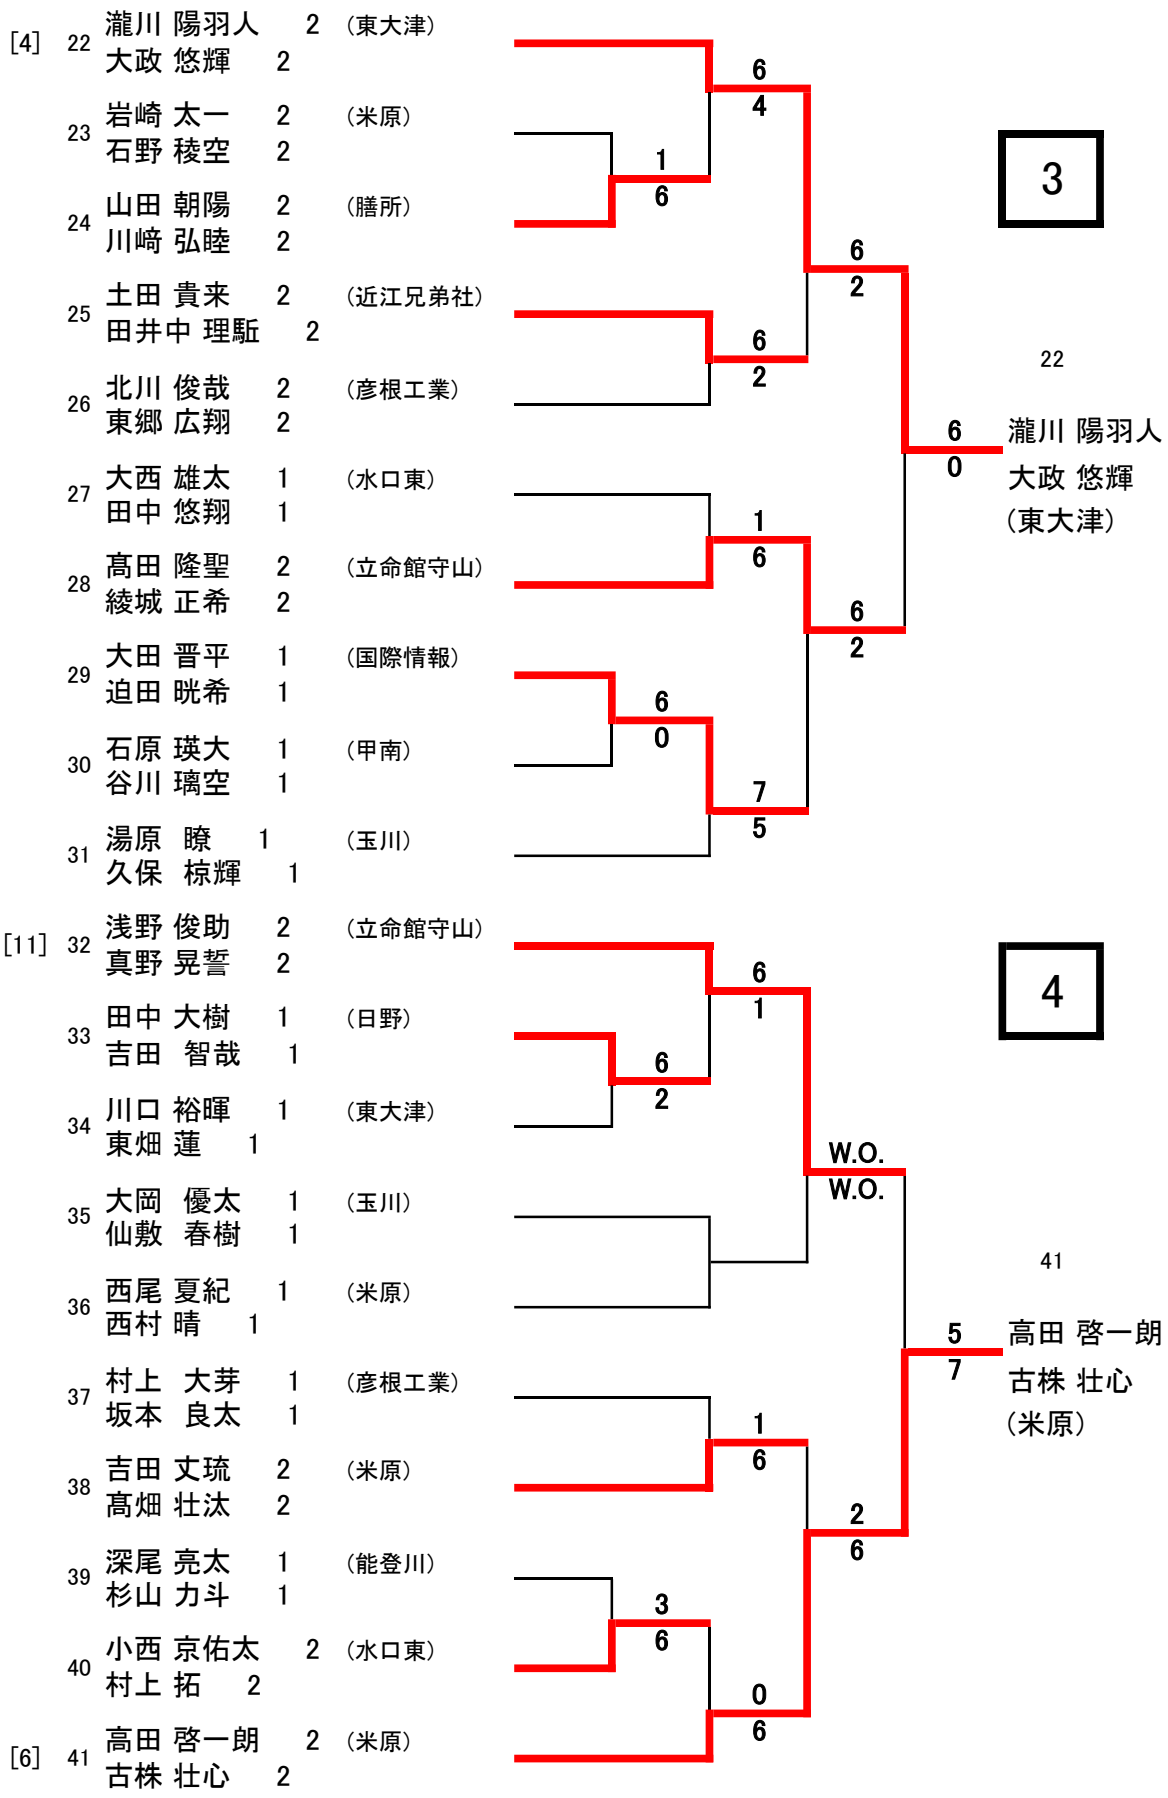 [4] 22 瀧川 陽羽人 2 (東大津)
大政 悠輝 2
23 岩崎 太一 2 (米原)
石野 稜空 2
24 山田 朝陽 2 (膳所)
川﨑 弘睦 2
25 土田 貴来 2 (近江兄弟社)
田井中 理駈 2
26 北川 俊哉 2 (彦根工業)
東郷 広翔 2
27 大西 雄太 1 (水口東)
田中 悠翔 1
28 髙田 隆聖 2 (立命館守山)
綾城 正希 2
29 大田 晋平 1 (国際情報)
迫田 晄希 1
30 石原 瑛大 1 (甲南)
谷川 璃空 1
31 湯原 瞭 1 (玉川)
久保 椋輝 1
6
4
1
6
6
2
6
2
1
6
6
2
6
0
7
5
6
0
3
22
瀧川 陽羽人
大政 悠輝
(東大津)
[11] 32 浅野 俊助 2 (立命館守山)
真野 晃誓 2
33 田中 大樹 1 (日野)
吉田 智哉 1
34 川口 裕暉 1 (東大津)
東畑 蓮 1
35 大岡 優太 1 (玉川)
仙敷 春樹 1
36 西尾 夏紀 1 (米原)
西村 晴 1
37 村上 大芽 1 (彦根工業)
坂本 良太 1
38 吉田 丈琉 2 (米原)
髙畑 壮汰 2
39 深尾 亮太 1 (能登川)
杉山 力斗 1
40 小西 京佑太 2 (水口東)
村上 拓 2
[6] 41 高田 啓一朗 2 (米原)
古株 壮心 2
6
1
6
2
W.O.
W.O.
1
6
2
6
3
6
0
6
5
7
4
41
高田 啓一朗
古株 壮心
(米原)